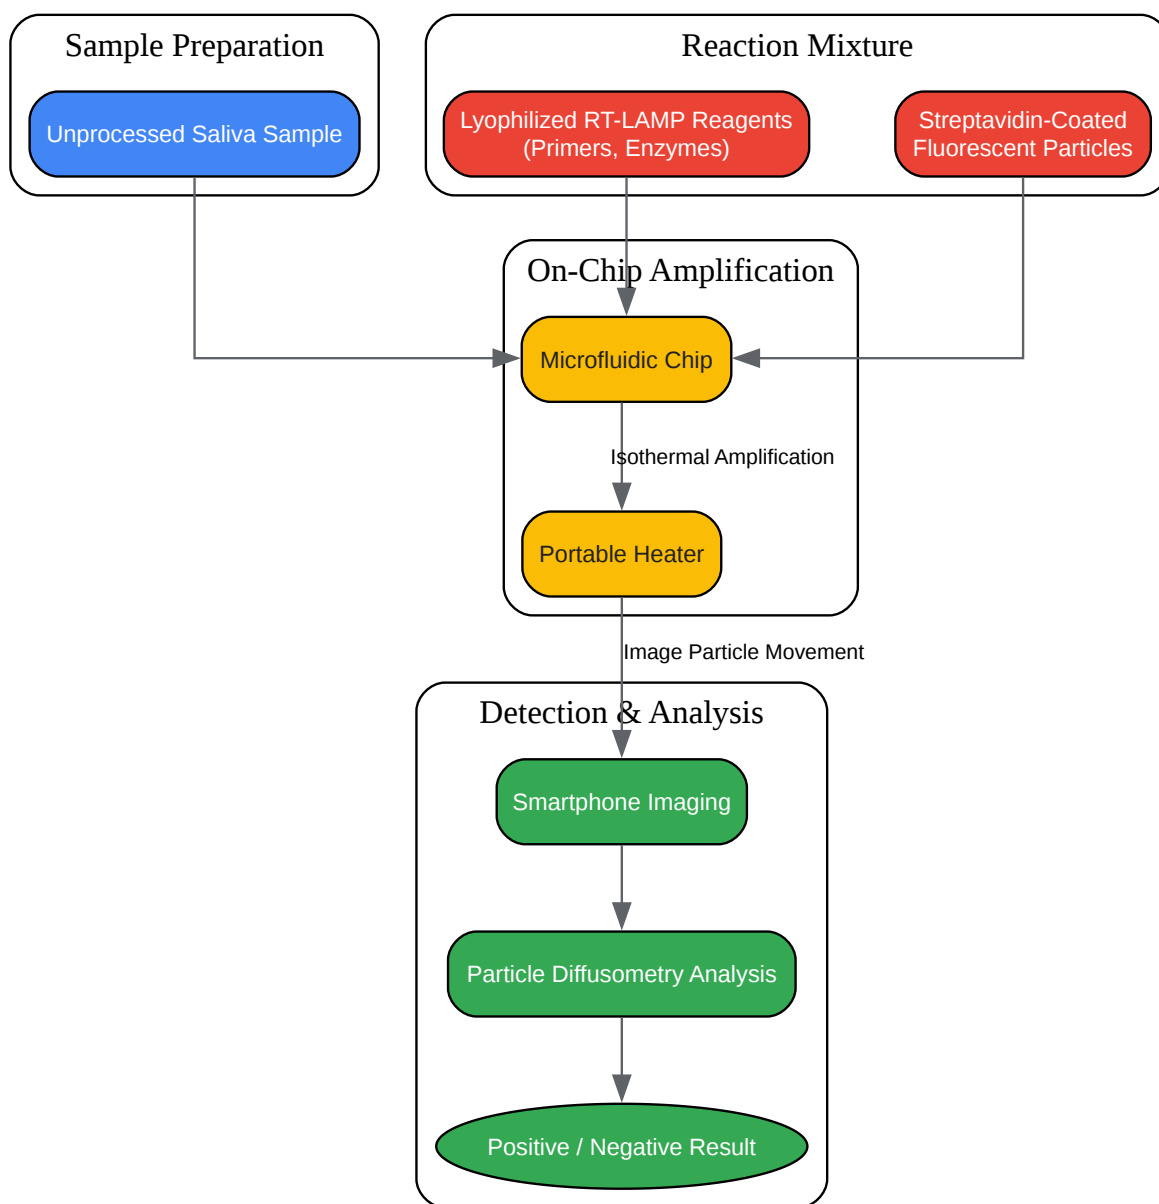 Sample Preparation
Unprocessed Saliva Sample
Reaction Mixture
Lyophilized RT-LAMP Reagents
(Primers, Enzymes)
Streptavidin-Coated
Fluorescent Particles
On-Chip Amplification
Microfluidic Chip
Isothermal Amplification
Portable Heater
Image Particle Movement
Detection & Analysis
Smartphone Imaging
Particle Diffusometry Analysis
Positive / Negative Result